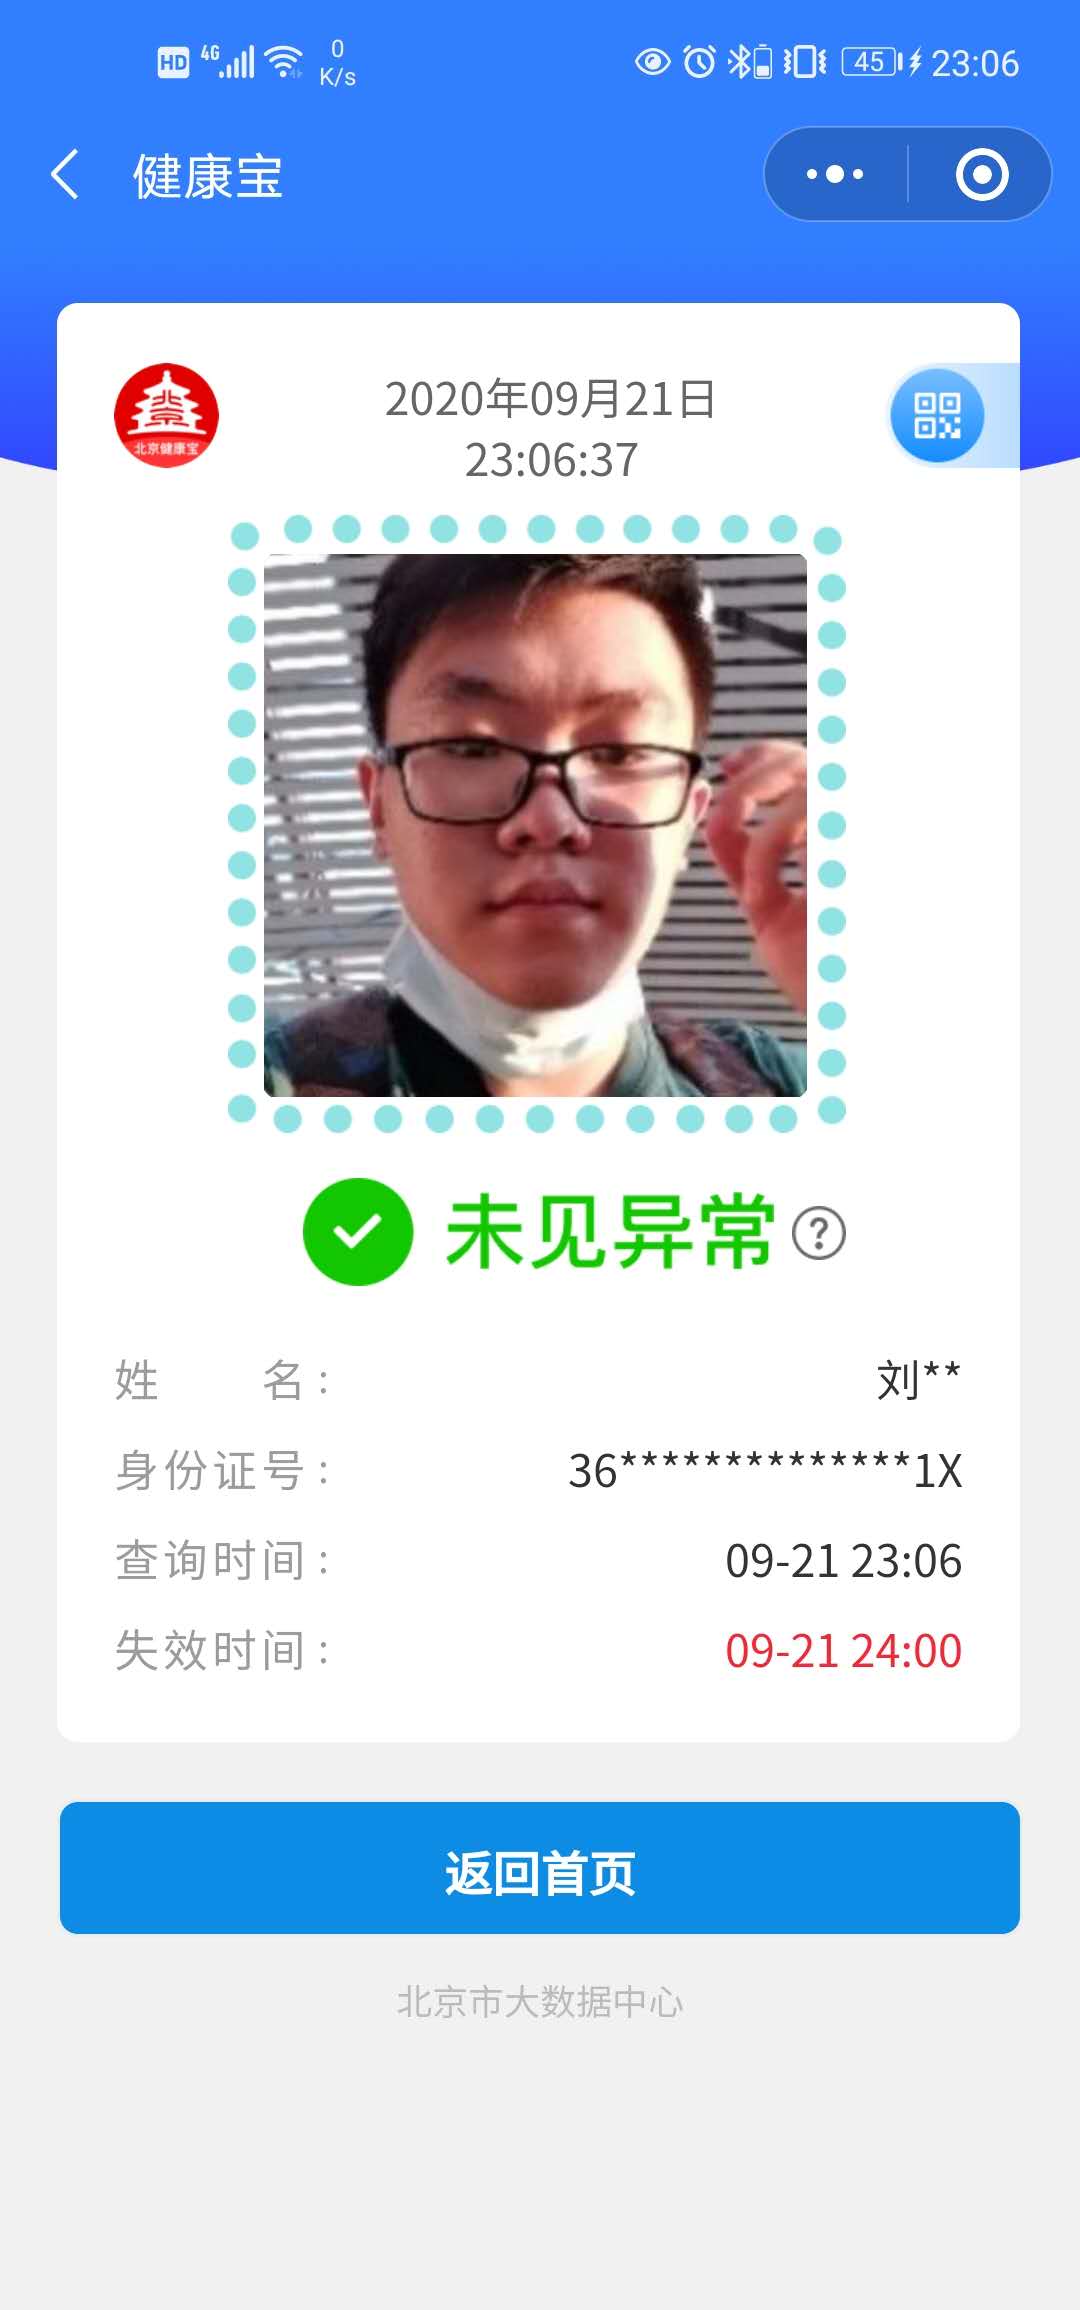 HD 4G 0 K/s 45 23:06
健康宝
2020年09月21日
23:06:37
北京健康宝
未见异常 ?
姓名: 刘**
身份证号: 36**************1X
查询时间: 09-21 23:06
失效时间: 09-21 24:00
返回首页
北京市大数据中心